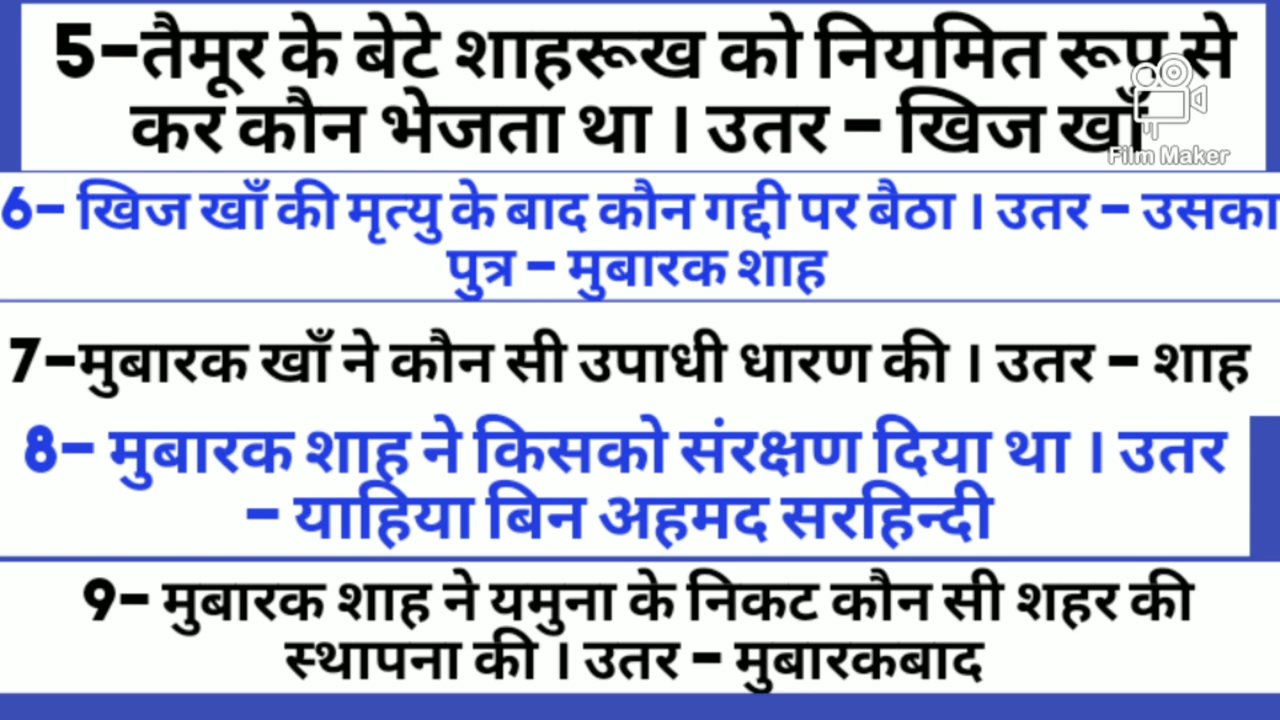 5-तैमूर के बेटे शाहरूख को नियमित रूप से
कर कौन भेजता था । उतर - खिज खाँ
Film Maker
6- खिज खाँ की मृत्यु के बाद कौन गद्दी पर बैठा । उतर - उसका
पुत्र - मुबारक शाह
7-मुबारक खाँ ने कौन सी उपाधी धारण की । उतर - शाह
8- मुबारक शाह ने किसको संरक्षण दिया था । उतर
- याहिया बिन अहमद सरहिन्दी
9- मुबारक शाह ने यमुना के निकट कौन सी शहर की
स्थापना की । उतर - मुबारकबाद